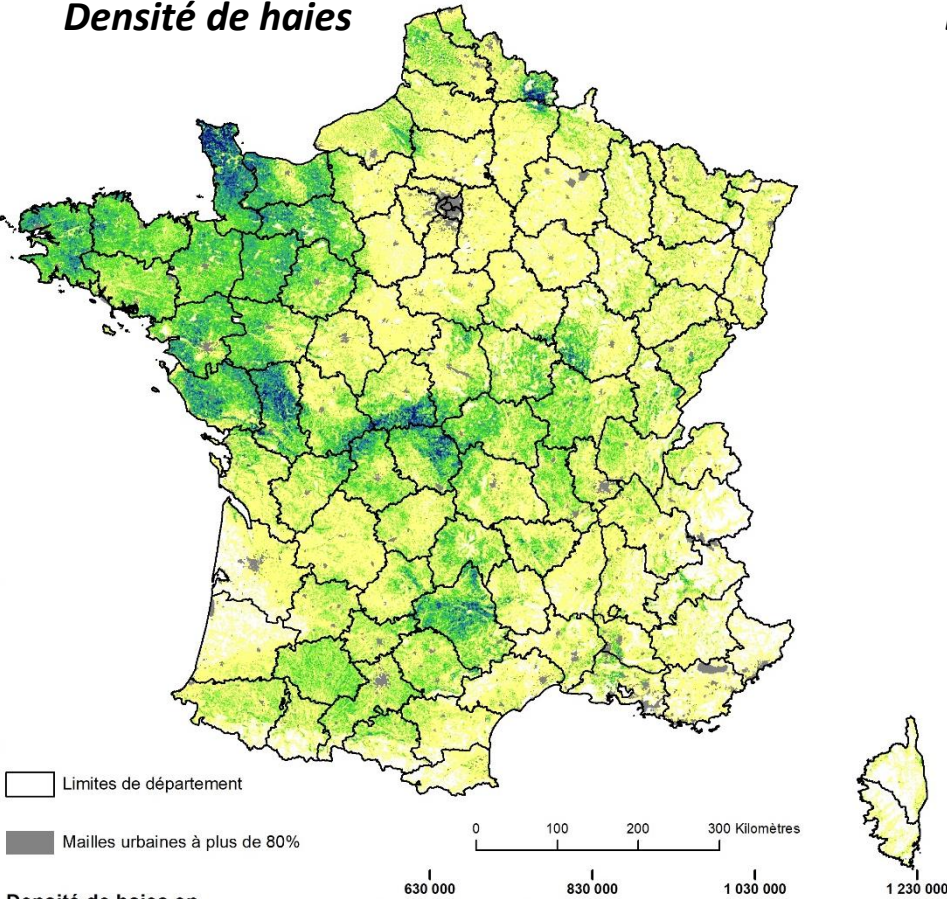 Densité de haies
Limites de département
Mailles urbaines à plus de 80%
0 100 200 300 Kilomètres
630 000 830 000 1 030 000 1 230 000
Densité de haies en